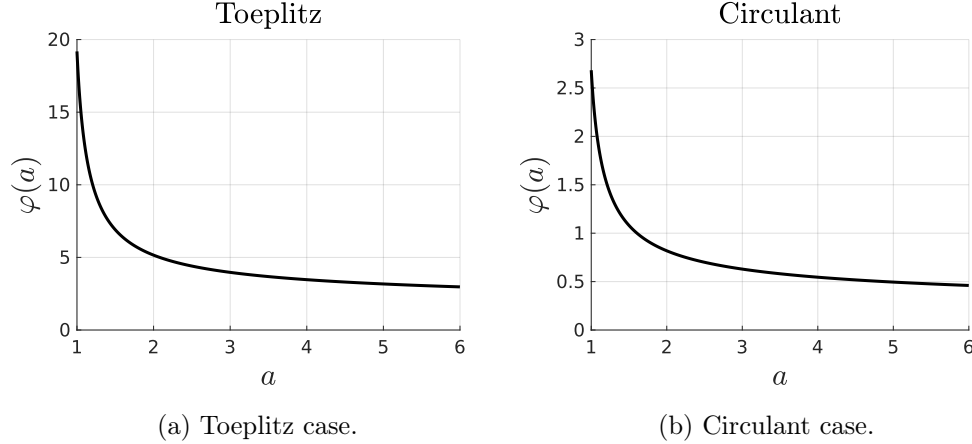 Toeplitz
20
15
10
5
0
φ(a)
1 2 3 4 5 6
a
(a) Toeplitz case.
Circulant
3
2.5
2
1.5
1
0.5
0
φ(a)
1 2 3 4 5 6
a
(b) Circulant case.